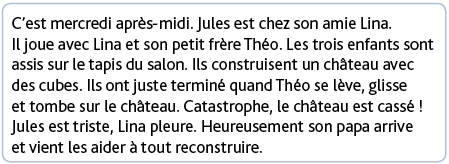 C’est mercredi après-midi. Jules est chez son amie Lina.
Il joue avec Lina et son petit frère Théo. Les trois enfants sont
assis sur le tapis du salon. Ils construisent un château avec
des cubes. Ils ont juste terminé quand Théo se lève, glisse
et tombe sur le château. Catastrophe, le château est cassé !
Jules est triste, Lina pleure. Heureusement son papa arrive
et vient les aider à tout reconstruire.